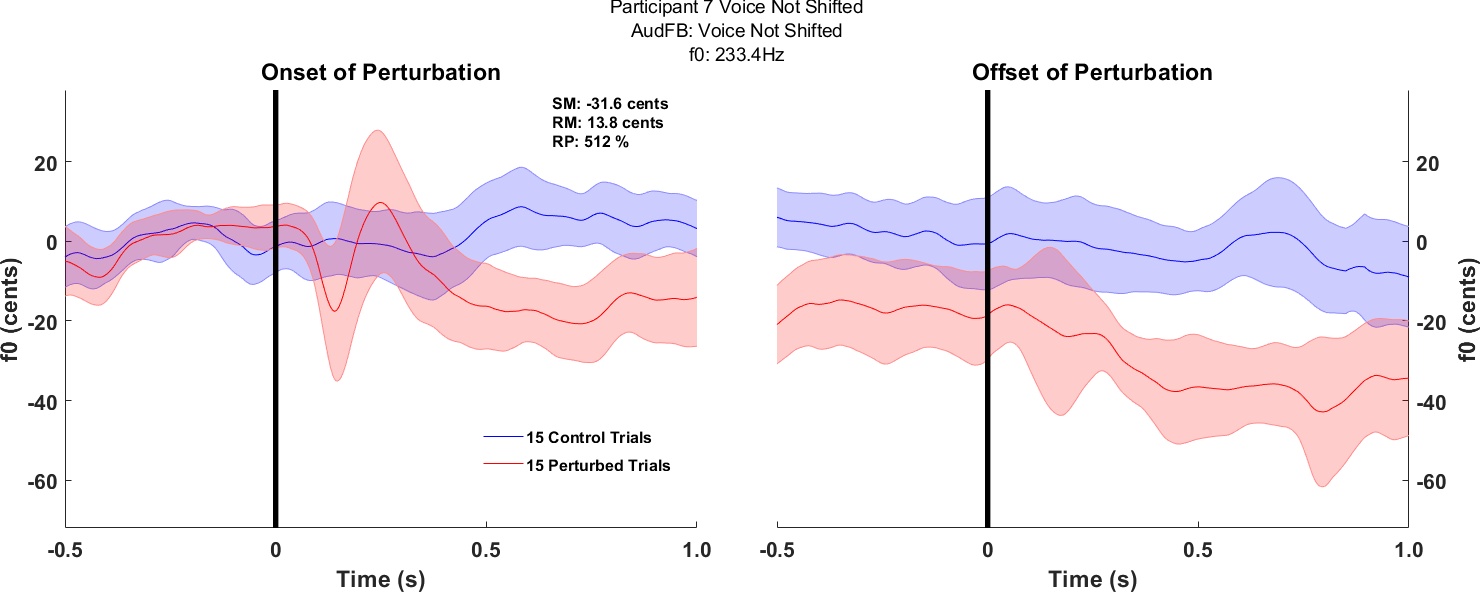 Participant 7 Voice Not Shifted
AudFB: Voice Not Shifted
f0: 233.4Hz
Onset of Perturbation
SM: -31.6 cents
RM: 13.8 cents
RP: 512 %
20
0
-20
-40
-60
f0 (cents)
15 Control Trials
15 Perturbed Trials
-0.5
0
0.5
1.0
Time (s)
Offset of Perturbation
20
0
-20
-40
-60
f0 (cents)
-0.5
0
0.5
1.0
Time (s)